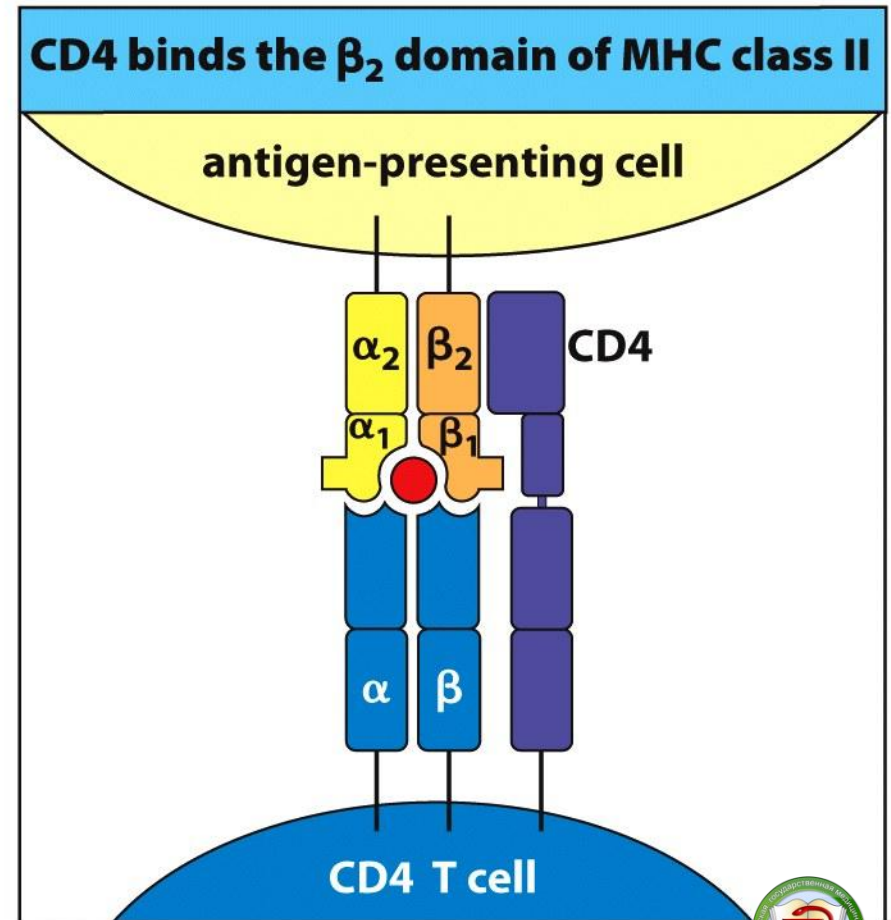 CD4 binds the β₂ domain of MHC class II
antigen-presenting cell
α₂ β₂ CD4
α₁ β₁
α β
CD4 T cell